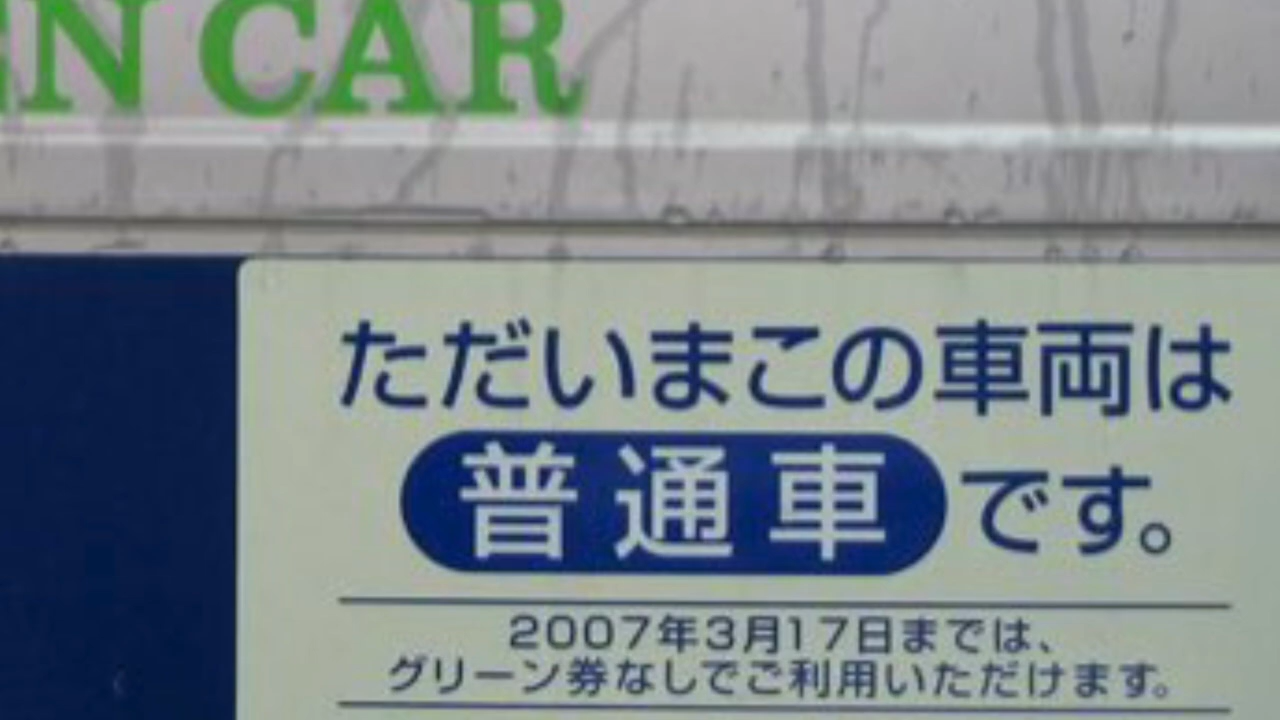 EN CAR
ただいまこの車両は
普通車です。
2007年3月17日までは、
グリーン券なしでご利用いただけます。